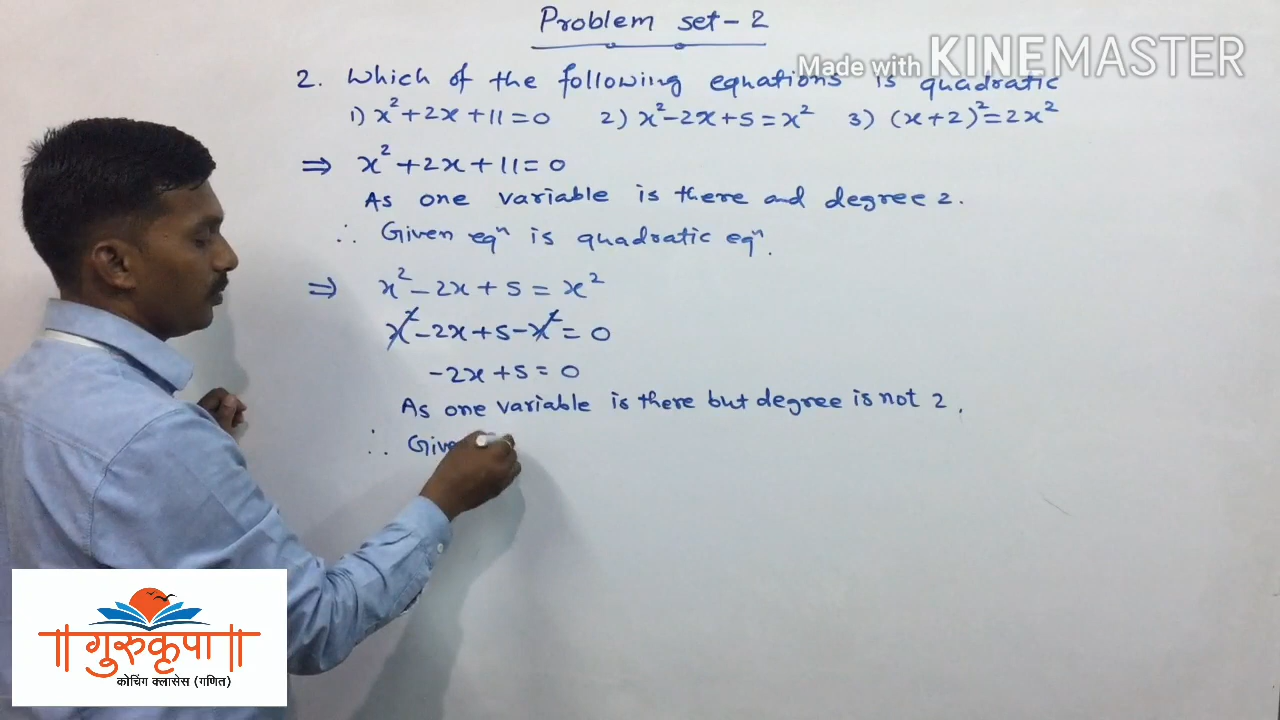 Problem set - 2
Made with KINEMASTER
2. Which of the following equations is quadratic
1) x²+2x+11=0 2) x²-2x+5=x² 3) (x+2)²=2x²
⇒ x²+2x+11=0
As one variable is there and degree 2.
∴ Given eqⁿ is quadratic eqⁿ.
⇒ x²-2x+5=x²
x²-2x+5-x²=0
-2x+5=0
As one variable is there but degree is not 2.
∴ Give
॥ गुरुकृपा ॥
कोचिंग क्लासेस (गणित)